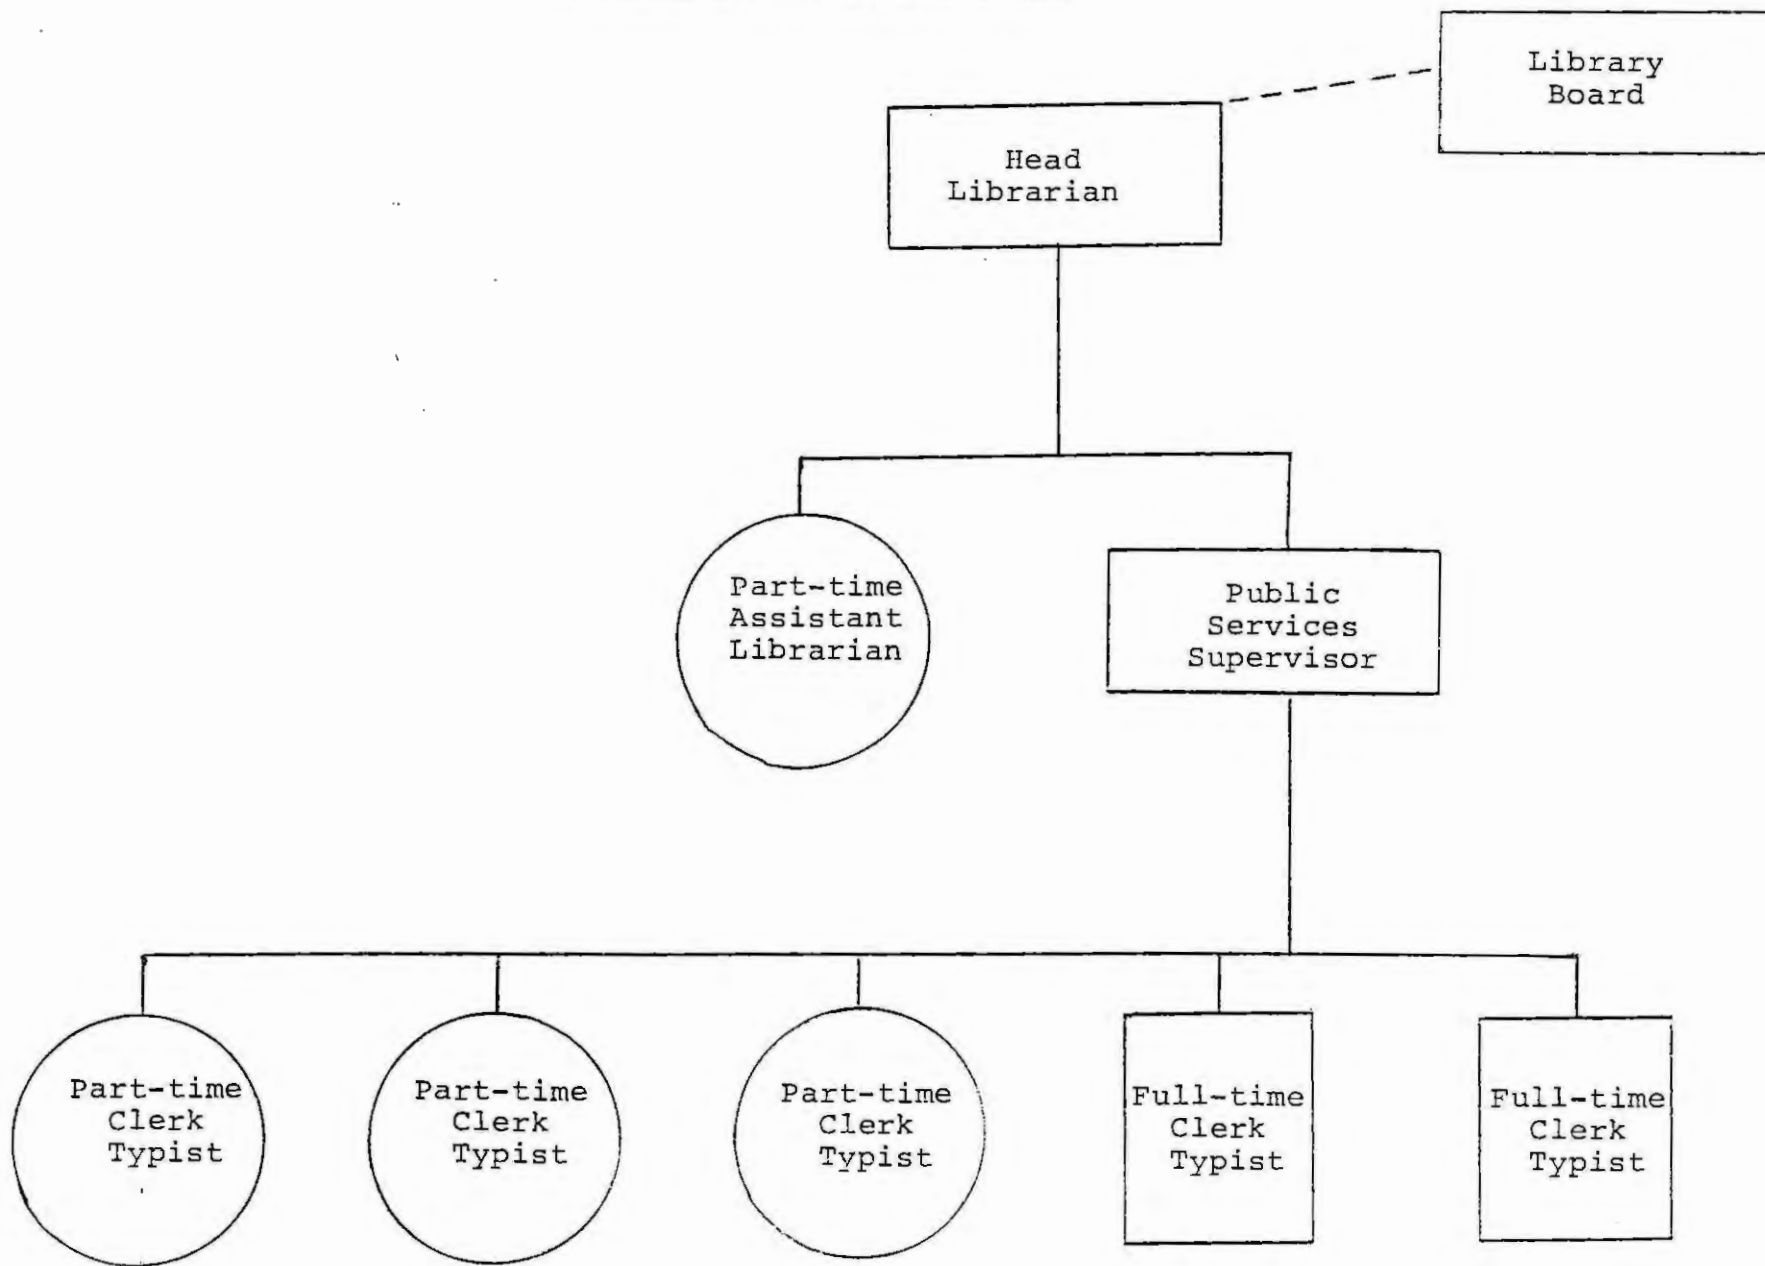 Library
Board
Head
Librarian
Part-time
Assistant
Librarian
Public
Services
Supervisor
Part-time
Clerk
Typist
Part-time
Clerk
Typist
Part-time
Clerk
Typist
Full-time
Clerk
Typist
Full-time
Clerk
Typist